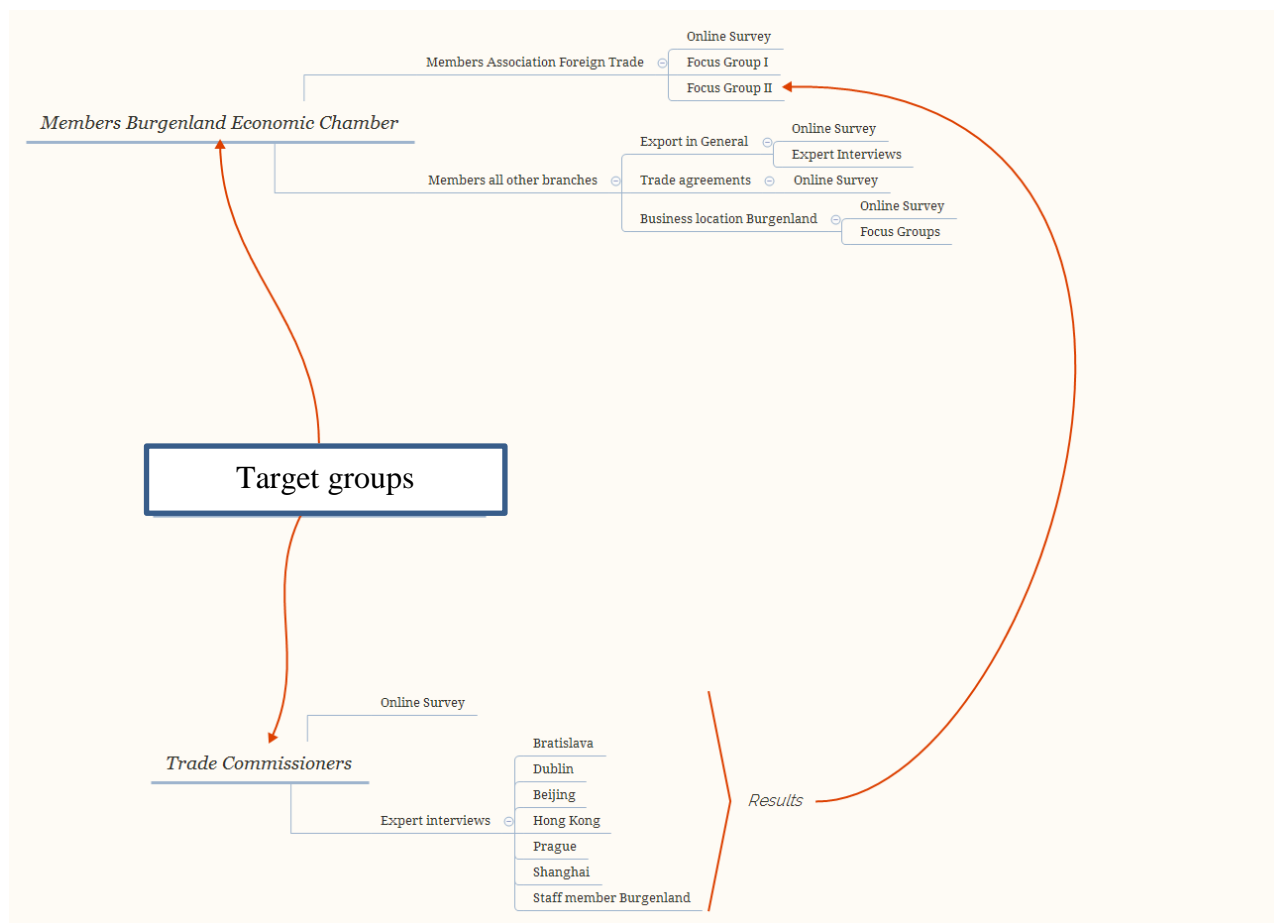 Online Survey
Members Association Foreign Trade
Focus Group I
Focus Group II
Members Burgenland Economic Chamber
Online Survey
Export in General
Expert Interviews
Members all other branches
Trade agreements
Online Survey
Online Survey
Business location Burgenland
Focus Groups
Target groups
Online Survey
Trade Commissioners
Bratislava
Dublin
Beijing
Expert interviews
Hong Kong
Prague
Shanghai
Staff member Burgenland
Results